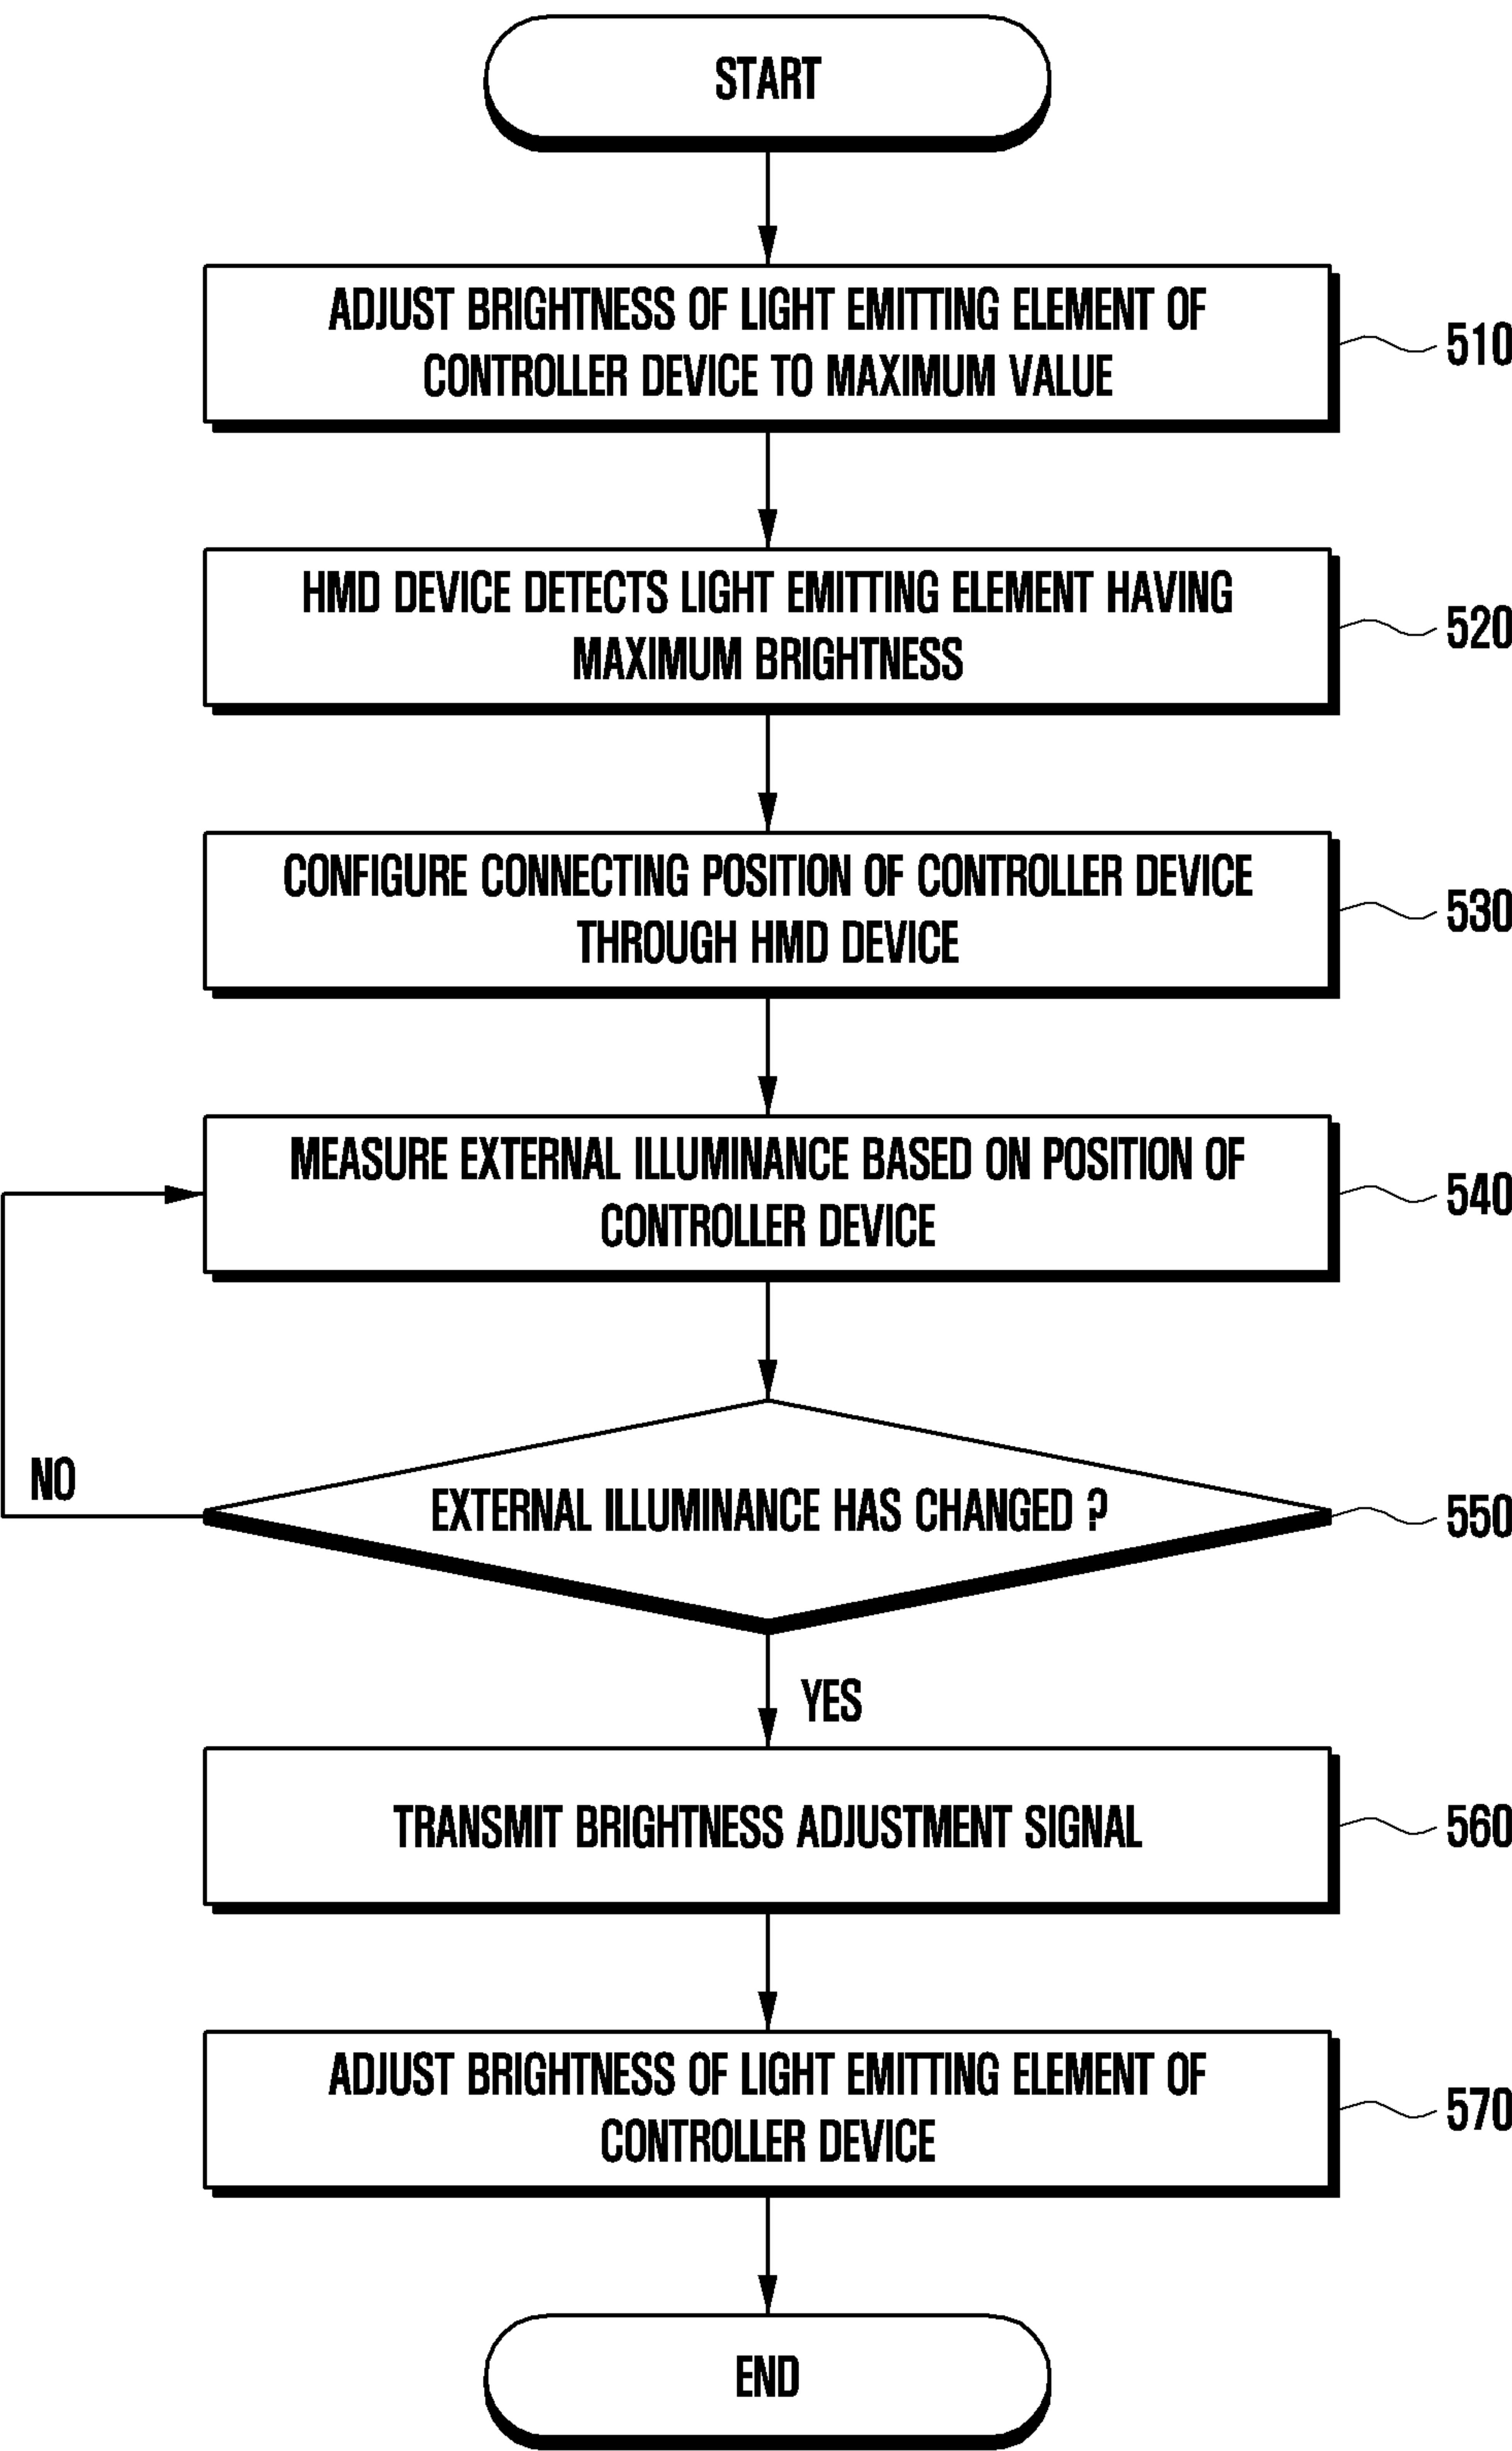 START
ADJUST BRIGHTNESS OF LIGHT EMITTING ELEMENT OF
CONTROLLER DEVICE TO MAXIMUM VALUE
510
HMD DEVICE DETECTS LIGHT EMITTING ELEMENT HAVING
MAXIMUM BRIGHTNESS
520
CONFIGURE CONNECTING POSITION OF CONTROLLER DEVICE
THROUGH HMD DEVICE
530
MEASURE EXTERNAL ILLUMINANCE BASED ON POSITION OF
CONTROLLER DEVICE
540
NO
EXTERNAL ILLUMINANCE HAS CHANGED ?
550
YES
TRANSMIT BRIGHTNESS ADJUSTMENT SIGNAL
560
ADJUST BRIGHTNESS OF LIGHT EMITTING ELEMENT OF
CONTROLLER DEVICE
570
END